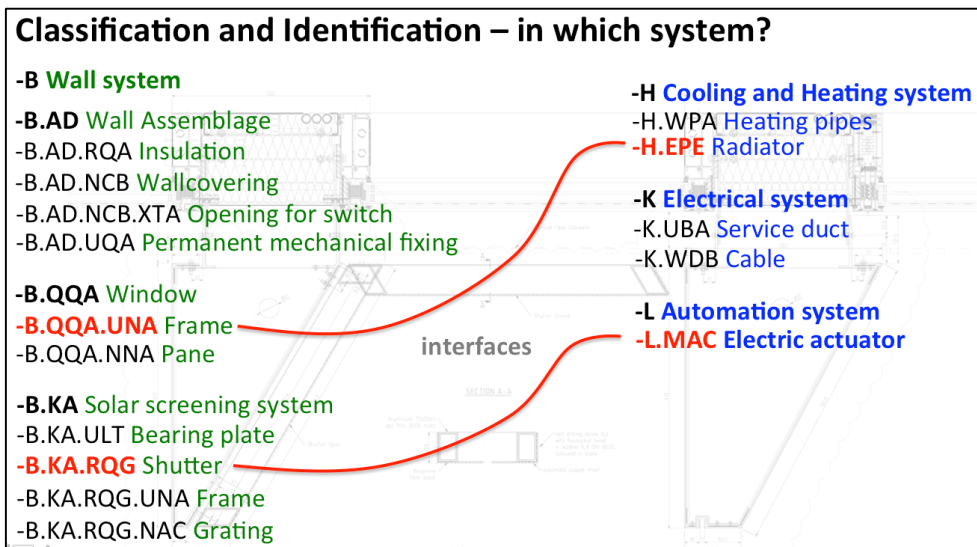 Classification and Identification – in which system?
-B Wall system
-B.AD Wall Assemblage
-B.AD.RQA Insulation
-B.AD.NCB Wallcovering
-B.AD.NCB.XTA Opening for switch
-B.AD.UQA Permanent mechanical fixing
-B.QQA Window
-B.QQA.UNA Frame
-B.QQA.NNA Pane
-B.KA Solar screening system
-B.KA.ULT Bearing plate
-B.KA.RQG Shutter
-B.KA.RQG.UNA Frame
-B.KA.RQG.NAC Grating
interfaces
SECTION A-A
-H Cooling and Heating system
-H.WPA Heating pipes
-H.EPE Radiator
-K Electrical system
-K.UBA Service duct
-K.WDB Cable
-L Automation system
-L.MAC Electric actuator